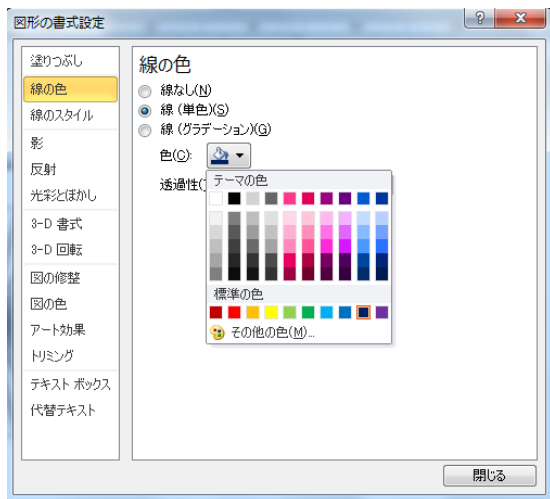 図形の書式設定
塗りつぶし
線の色
線のスタイル
影
反射
光彩とぼかし
3-D 書式
3-D 回転
図の修整
図の色
アート効果
トリミング
テキスト ボックス
代替テキスト
線の色
線なし(N)
線 (単色)(S)
線 (グラデーション)(G)
色(C):
透過性(
テーマの色
標準の色
その他の色(M)...
閉じる